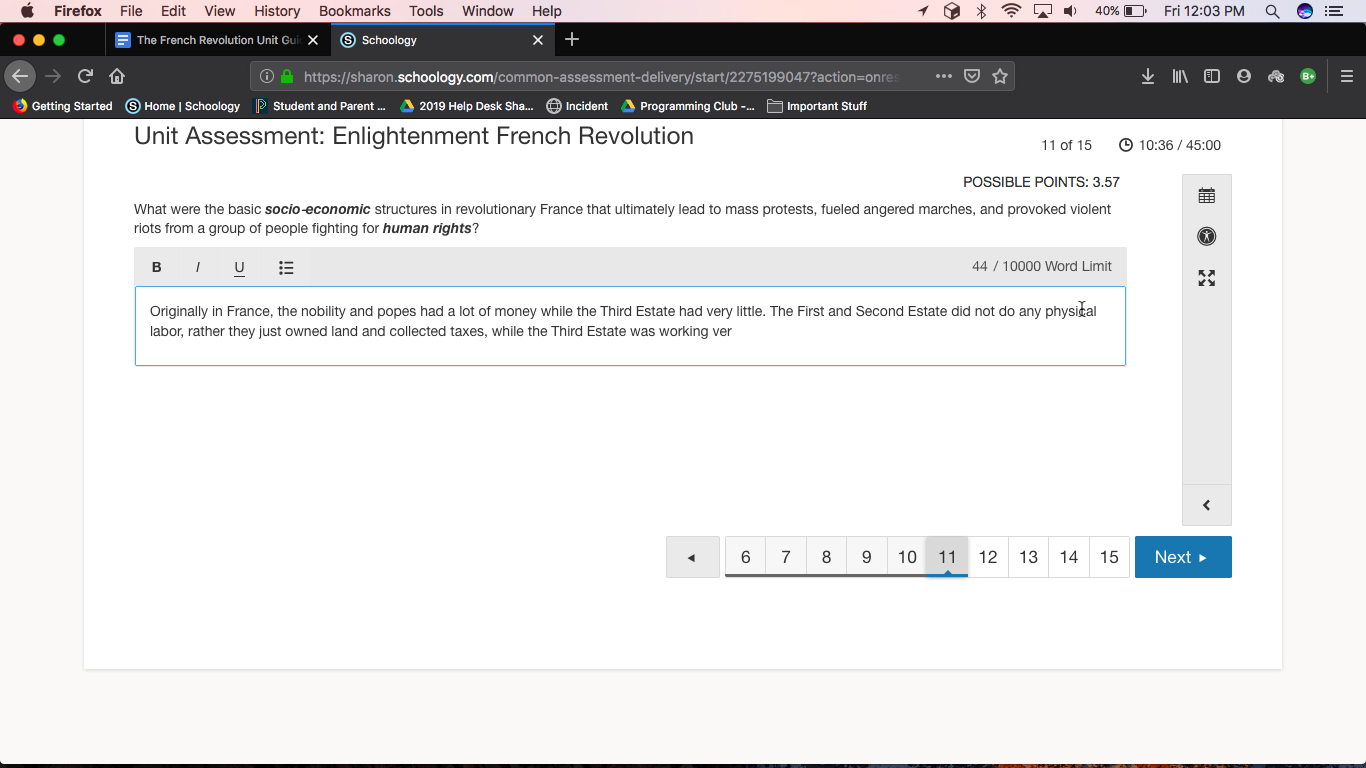 Firefox File Edit View History Bookmarks Tools Window Help 40% Fri 12:03 PM
The French Revolution Unit Gui
S Schoology
https://sharon.schoology.com/common-assessment-delivery/start/2275199047?action=onres
B+
Getting Started S Home | Schoology Student and Parent ... 2019 Help Desk Sha... Incident Programming Club -... Important Stuff
Unit Assessment: Enlightenment French Revolution
11 of 15 10:36 / 45:00
POSSIBLE POINTS: 3.57
What were the basic socio-economic structures in revolutionary France that ultimately lead to mass protests, fueled angered marches, and provoked violent
riots from a group of people fighting for human rights?
B I U 44 / 10000 Word Limit
Originally in France, the nobility and popes had a lot of money while the Third Estate had very little. The First and Second Estate did not do any physical
labor, rather they just owned land and collected taxes, while the Third Estate was working ver
6 7 8 9 10 11 12 13 14 15 Next